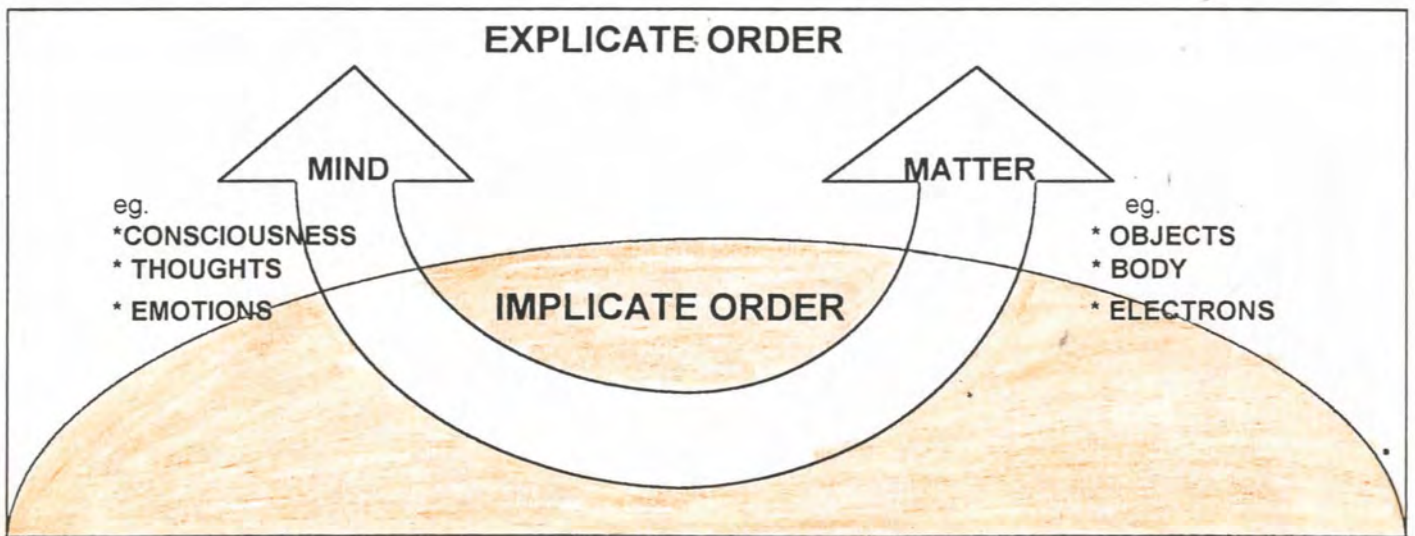 EXPLICATE ORDER
MIND
eg.
*CONSCIOUSNESS
* THOUGHTS
* EMOTIONS
MATTER
eg.
* OBJECTS
* BODY
* ELECTRONS
IMPLICATE ORDER